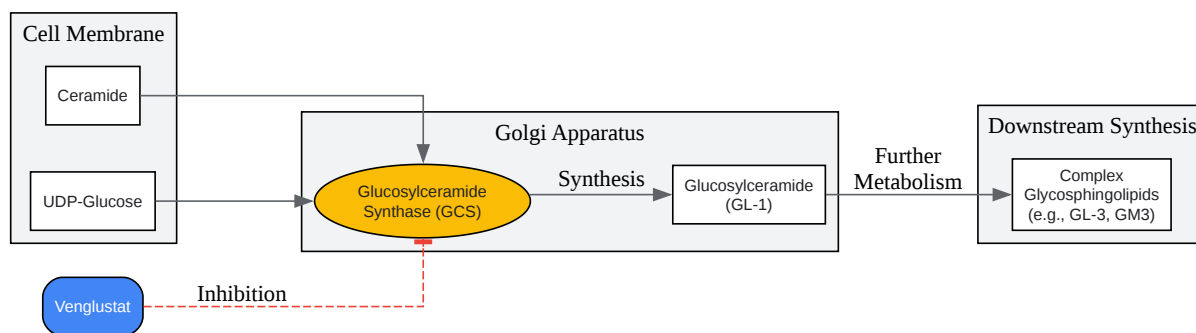 Cell Membrane
Ceramide
UDP-Glucose
Venglustat
Inhibition
Golgi Apparatus
Glucosylceramide
Synthase (GCS)
Synthesis
Glucosylceramide
(GL-1)
Further
Metabolism
Downstream Synthesis
Complex
Glycosphingolipids
(e.g., GL-3, GM3)